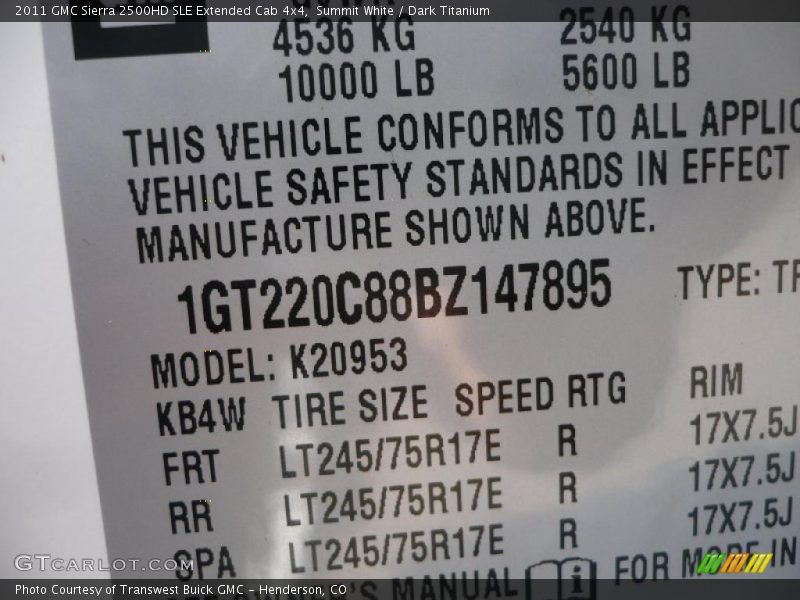 2011 GMC Sierra 2500HD SLE Extended Cab 4x4, Summit White / Dark Titanium
4536 KG 2540 KG
10000 LB 5600 LB
THIS VEHICLE CONFORMS TO ALL APPLIC
VEHICLE SAFETY STANDARDS IN EFFECT
MANUFACTURE SHOWN ABOVE.
1GT220C88BZ147895 TYPE: TR
MODEL: K20953
KB4W TIRE SIZE SPEED RTG RIM
FRT LT245/75R17E R 17X7.5J
RR LT245/75R17E R 17X7.5J
SPA LT245/75R17E R 17X7.5J
OWNER'S MANUAL i FOR MORE IN
GTCarLot.com
Photo Courtesy of Transwest Buick GMC - Henderson, CO